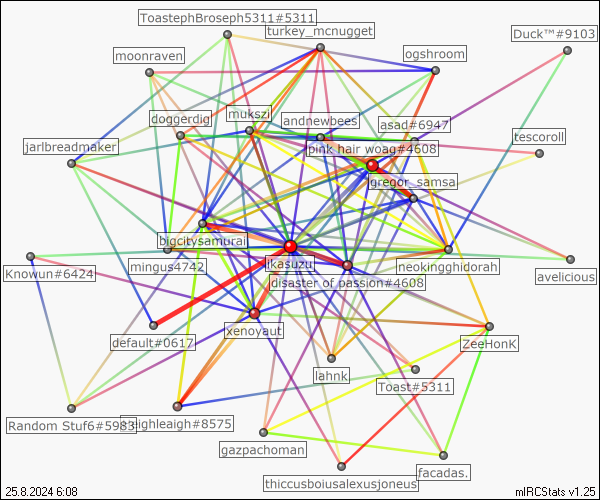 ToastephBroseph5311#5311
turkey_mcnugget
Duck™#9103
moonraven
ogshroom
mukszi
andnewbees
doggerdig
asad#6947
tescoroll
jarlbreadmaker
pink hair woag#4608
gregor_samsa
bigcitysamurai
Knowun#6424
mingus4742
ikasuzu
neokingghidorah
avelicious
disaster of passion#4608
default#0617
xenoyaut
ZeeHonK
lahnk
Toast#5311
Random Stuf6#5983
leighleigh#8575
gazpachoman
facadas.
thiccusboiusalexusjoneus
25.8.2024 6:08
mIRCStats v1.25